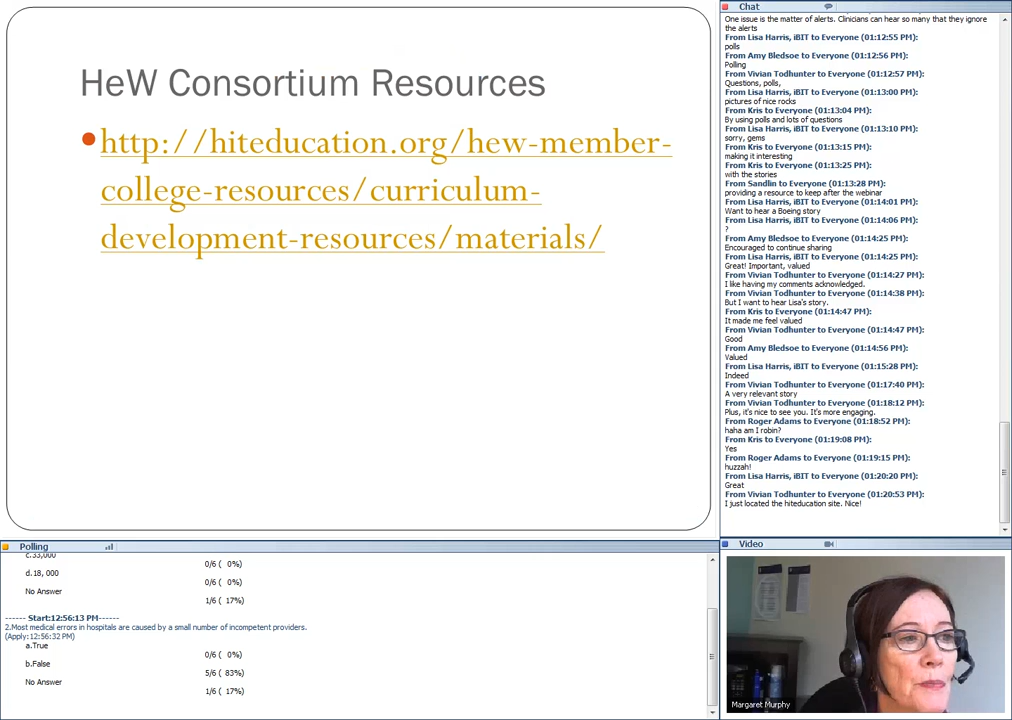 HeW Consortium Resources
http://hiteducation.org/hew-member-
college-resources/curriculum-
development-resources/materials/
Chat
One issue is the matter of alerts. Clinicians can hear so many that they ignore
the alerts
From Lisa Harris, iBIT to Everyone (01:12:55 PM):
polls
From Amy Bledsoe to Everyone (01:12:56 PM):
Polling
From Vivian Todhunter to Everyone (01:12:57 PM):
Questions, polls,
From Lisa Harris, iBIT to Everyone (01:13:00 PM):
pictures of nice rocks
From Kris to Everyone (01:13:04 PM):
By using polls and lots of questions
From Lisa Harris, iBIT to Everyone (01:13:10 PM):
sorry, gems
From Kris to Everyone (01:13:15 PM):
making it interesting
From Kris to Everyone (01:13:25 PM):
with the stories
From Sandlin to Everyone (01:13:28 PM):
providing a resource to keep after the webinar
From Lisa Harris, iBIT to Everyone (01:14:01 PM):
Want to hear a Boeing story
From Lisa Harris, iBIT to Everyone (01:14:06 PM):
?
From Amy Bledsoe to Everyone (01:14:25 PM):
Encouraged to continue sharing
From Lisa Harris, iBIT to Everyone (01:14:25 PM):
Great! Important, valued
From Vivian Todhunter to Everyone (01:14:27 PM):
I like having my comments acknowledged.
From Vivian Todhunter to Everyone (01:14:38 PM):
But I want to hear Lisa's story.
From Kris to Everyone (01:14:47 PM):
It made me feel valued
From Vivian Todhunter to Everyone (01:14:47 PM):
Good
From Amy Bledsoe to Everyone (01:14:56 PM):
Valued
From Lisa Harris, iBIT to Everyone (01:15:28 PM):
Indeed
From Vivian Todhunter to Everyone (01:17:40 PM):
A very relevant story
From Vivian Todhunter to Everyone (01:18:12 PM):
Plus, it's nice to see you. It's more engaging.
From Roger Adams to Everyone (01:18:52 PM):
haha am I robin?
From Kris to Everyone (01:19:08 PM):
Yes
From Roger Adams to Everyone (01:19:15 PM):
huzzah!
From Lisa Harris, iBIT to Everyone (01:20:20 PM):
Great
From Vivian Todhunter to Everyone (01:20:53 PM):
I just located the hiteducation site. Nice!
Polling
c.33,000
0/6 ( 0%)
d.18, 000
0/6 ( 0%)
No Answer
1/6 ( 17%)
------ Start:12:56:13 PM------
2.Most medical errors in hospitals are caused by a small number of incompetent providers.
(Apply:12:56:32 PM)
a.True
0/6 ( 0%)
b.False
5/6 ( 83%)
No Answer
1/6 ( 17%)
Video
Margaret Murphy